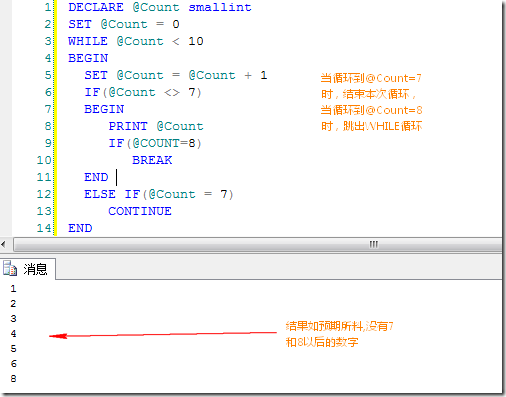 1 DECLARE @Count smallint
2 SET @Count = 0
3 WHILE @Count < 10
4 BEGIN
5 SET @Count = @Count + 1
6 IF(@Count <> 7)
7 BEGIN
8 PRINT @Count
9 IF(@COUNT=8)
10 BREAK
11 END
12 ELSE IF(@Count = 7)
13 CONTINUE
14 END
当循环到@Count=7
时，结束本次循环，
当循环到@Count=8
时，跳出WHILE循环
消息
1
2
3
4
5
6
8
结果如预期所料,没有7
和8以后的数字